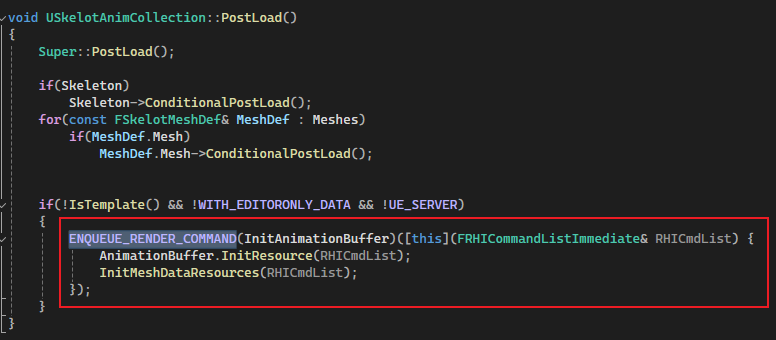 void USkelotAnimCollection::PostLoad()
{
Super::PostLoad();
if(Skeleton)
Skeleton->ConditionalPostLoad();
for(const FSkelotMeshDef& MeshDef : Meshes)
if(MeshDef.Mesh)
MeshDef.Mesh->ConditionalPostLoad();
if(!IsTemplate() && !WITH_EDITORONLY_DATA && !UE_SERVER)
{
ENQUEUE_RENDER_COMMAND(InitAnimationBuffer)([this](FRHICommandListImmediate& RHICmdList) {
AnimationBuffer.InitResource(RHICmdList);
InitMeshDataResources(RHICmdList);
});
}
}